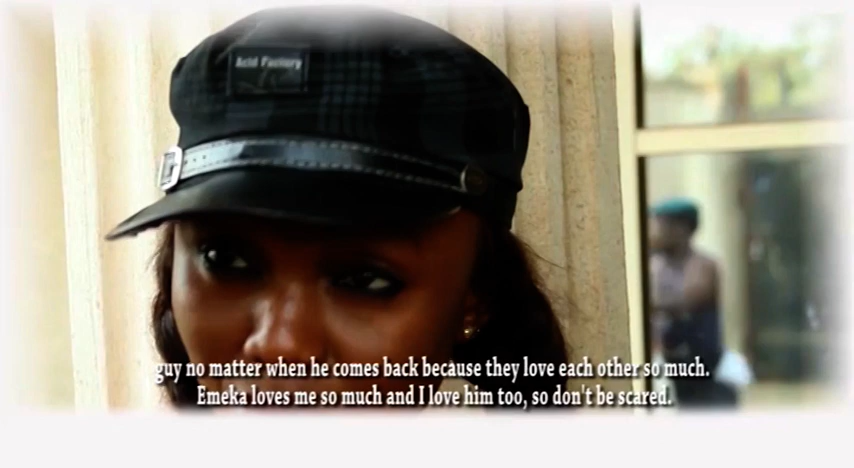 Acid Factory
guy no matter when he comes back because they love each other so much.
Emeka loves me so much and I love him too, so don't be scared.